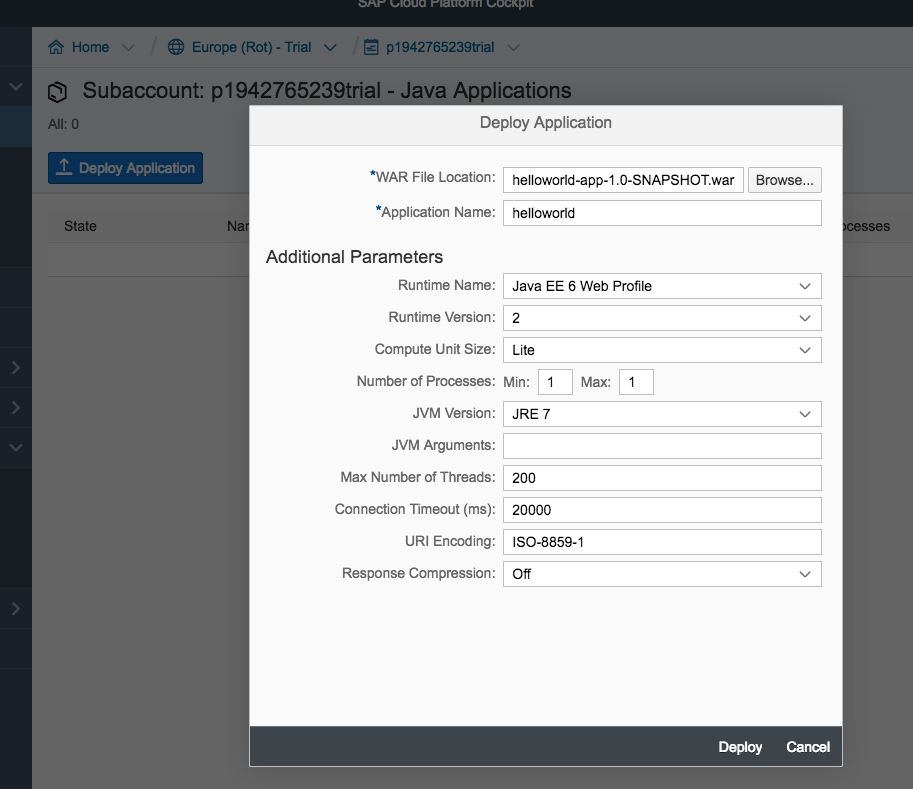 SAP Cloud Platform Cockpit
Home Europe (Rot) - Trial p1942765239trial
Subaccount: p1942765239trial - Java Applications
All: 0
Deploy Application
State
Deploy Application
*WAR File Location: helloworld-app-1.0-SNAPSHOT.war Browse...
*Application Name: helloworld
Additional Parameters
Runtime Name: Java EE 6 Web Profile
Runtime Version: 2
Compute Unit Size: Lite
Number of Processes: Min: 1 Max: 1
JVM Version: JRE 7
JVM Arguments:
Max Number of Threads: 200
Connection Timeout (ms): 20000
URI Encoding: ISO-8859-1
Response Compression: Off
Deploy Cancel